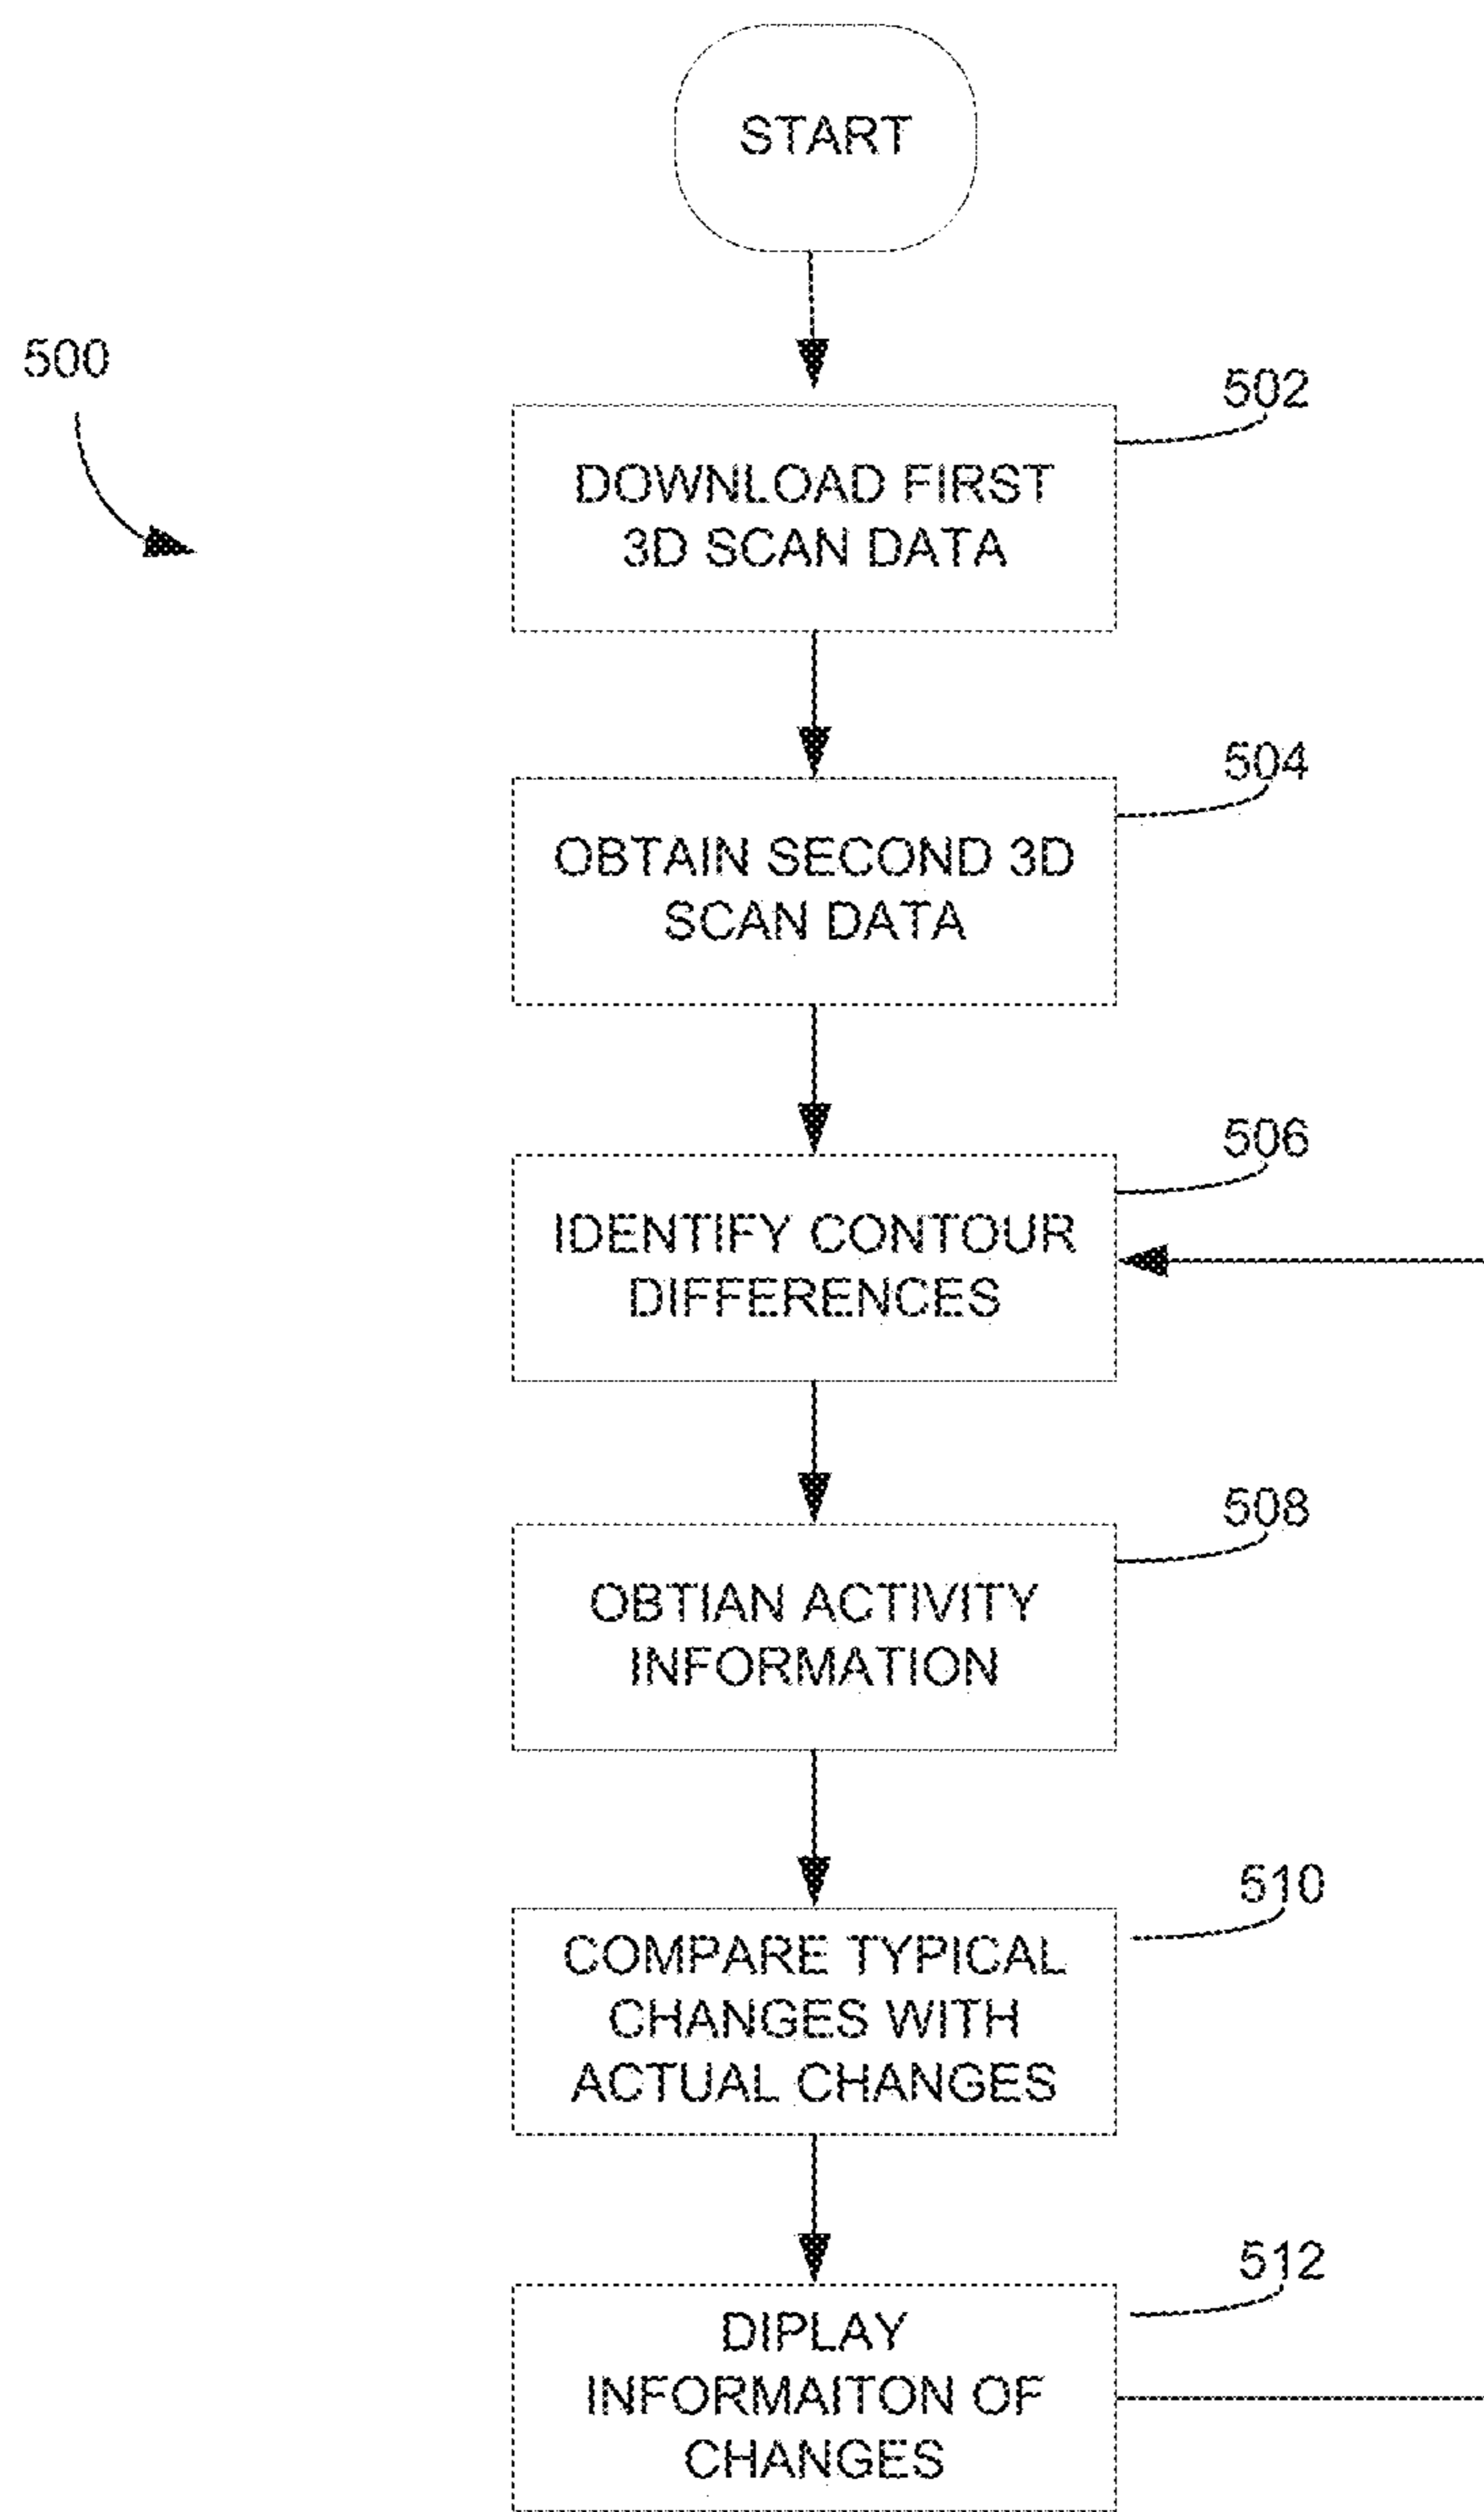 START
500
502
DOWNLOAD FIRST
3D SCAN DATA
504
OBTAIN SECOND 3D
SCAN DATA
506
IDENTIFY CONTOUR
DIFFERENCES
508
OBTIAN ACTIVITY
INFORMATION
510
COMPARE TYPICAL
CHANGES WITH
ACTUAL CHANGES
512
DIPLAY
INFORMAITON OF
CHANGES